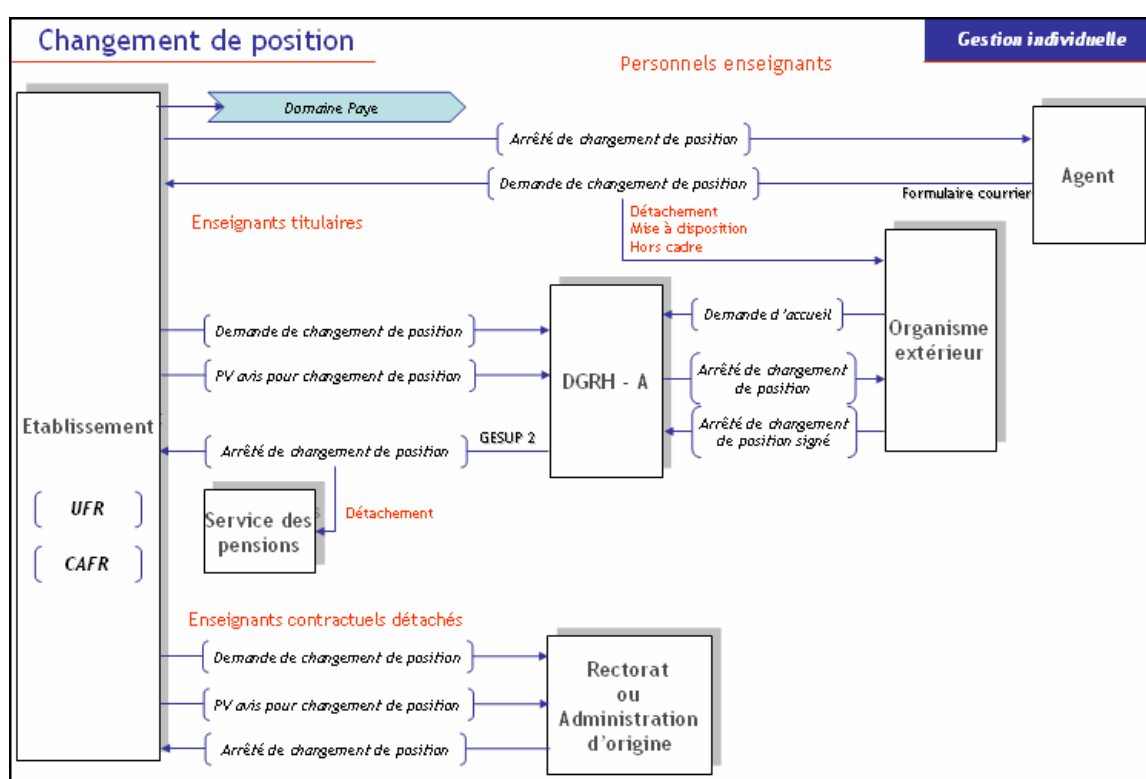 Changement de position
Gestion individuelle
Personnels enseignants
Domaine Paye
Arrêté de changement de position
Agent
Demande de changement de position
Formulaire courrier
Enseignants titulaires
Détachement
Mise à disposition
Hors cadre
Demande de changement de position
Demande d'accueil
Organisme
extérieur
PV avis pour changement de position
DGRH - A
Arrêté de changement
de position
Etablissement
Arrêté de changement de position
GESUP 2
Arrêté de changement
de position signé
UFR
CAFR
Service des
pensions
Détachement
Enseignants contractuels détachés
Demande de changement de position
PV avis pour changement de position
Arrêté de changement de position
Rectorat
ou
Administration
d'origine